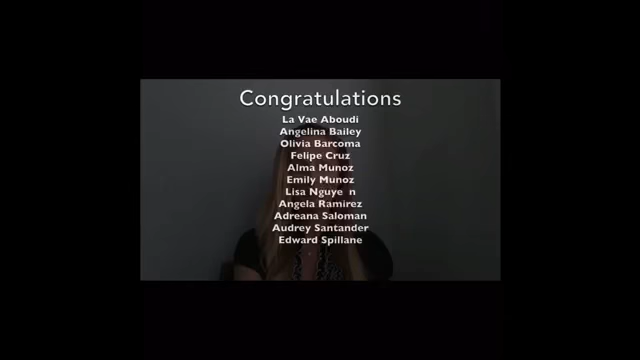 Congratulations
La Vae Aboudi
Angelina Bailey
Olivia Barcoma
Felipe Cruz
Alma Munoz
Emily Munoz
Lisa Nguye n
Angela Ramirez
Adreana Saloman
Audrey Santander
Edward Spillane